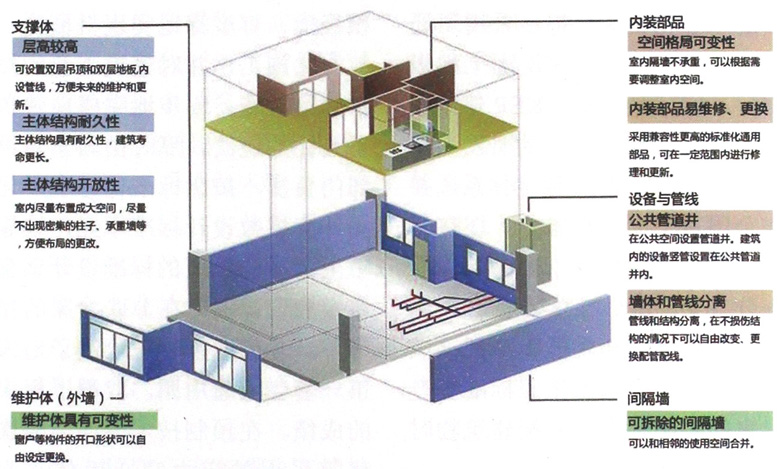 支撑体
层高较高
可设置双层吊顶和双层地板,内
设管线，方便未来的维护和更
新。
主体结构耐久性
主体结构具有耐久性，建筑寿
命更长。
主体结构开放性
室内尽量布置成大空间，尽量
不出现密集的柱子、承重墙等
，方便布局的更改。
维护体（外墙）
维护体具有可变性
窗户等构件的开口形状可以自
由设定更换。
内装部品
空间格局可变性
室内隔墙不承重，可以根据需
要调整室内空间。
内装部品易维修、更换
采用兼容性更高的标准化通用
部品，可在一定范围内进行修
理和更新。
设备与管线
公共管道井
在公共空间设置管道井。建筑
内的设备竖管设置在公共管道
井内。
墙体和管线分离
管线和结构分离，在不损伤结
构的情况下可以自由改变、更
换配管配线。
间隔墙
可拆除的间隔墙
可以和相邻的使用空间合并。